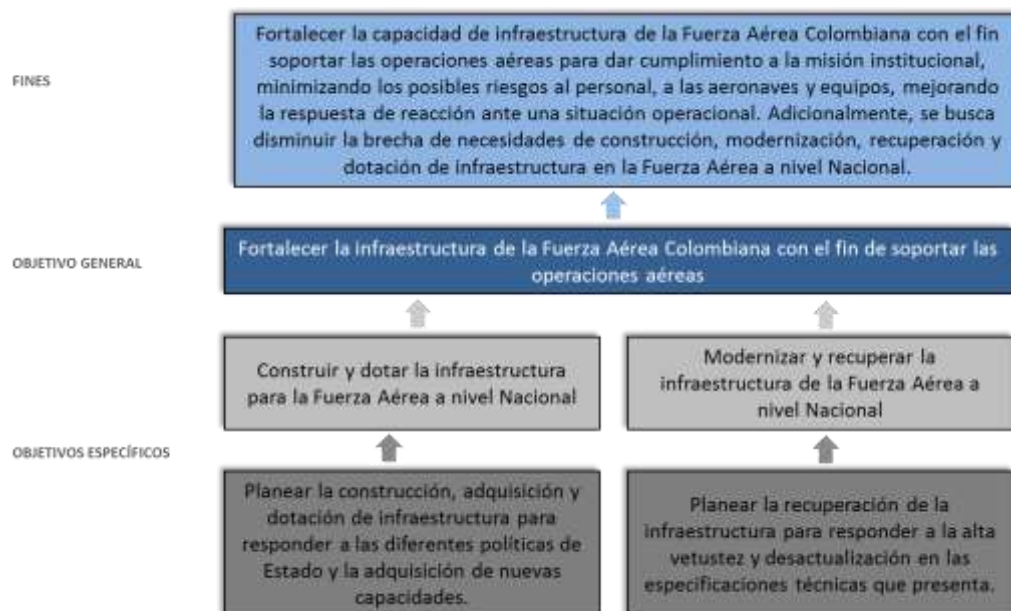 FINES
Fortalecer la capacidad de infraestructura de la Fuerza Aérea Colombiana con el fin
soportar las operaciones aéreas para dar cumplimiento a la misión institucional,
minimizando los posibles riesgos al personal, a las aeronaves y equipos, mejorando
la respuesta de reacción ante una situación operacional. Adicionalmente, se busca
disminuir la brecha de necesidades de construcción, modernización, recuperación y
dotación de infraestructura en la Fuerza Aérea a nivel Nacional.
OBJETIVO GENERAL
Fortalecer la infraestructura de la Fuerza Aérea Colombiana con el fin de soportar las
operaciones aéreas
Construir y dotar la infraestructura
para la Fuerza Aérea a nivel Nacional
Modernizar y recuperar la
infraestructura de la Fuerza Aérea a
nivel Nacional
OBJETIVOS ESPECÍFICOS
Planear la construcción, adquisición y
dotación de infraestructura para
responder a las diferentes políticas de
Estado y la adquisición de nuevas
capacidades.
Planear la recuperación de la
infraestructura para responder a la alta
vetustez y desactualización en las
especificaciones técnicas que presenta.